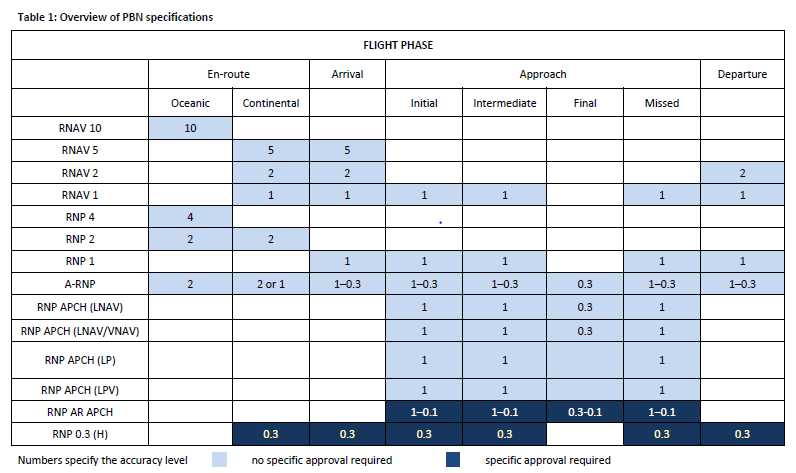 Table 1: Overview of PBN specifications
FLIGHT PHASE
En-route Arrival Approach Departure
Oceanic Continental Initial Intermediate Final Missed
RNAV 10 10
RNAV 5 5 5
RNAV 2 2 2 2
RNAV 1 1 1 1 1 1 1
RNP 4 4
RNP 2 2 2
RNP 1 1 1 1 1 1
A-RNP 2 2 or 1 1–0.3 1–0.3 1–0.3 0.3 1–0.3 1–0.3
RNP APCH (LNAV) 1 1 0.3 1
RNP APCH (LNAV/VNAV) 1 1 0.3 1
RNP APCH (LP) 1 1 1
RNP APCH (LPV) 1 1 1
RNP AR APCH 1–0.1 1–0.1 0.3-0.1 1–0.1
RNP 0.3 (H) 0.3 0.3 0.3 0.3 0.3 0.3
Numbers specify the accuracy level no specific approval required specific approval required